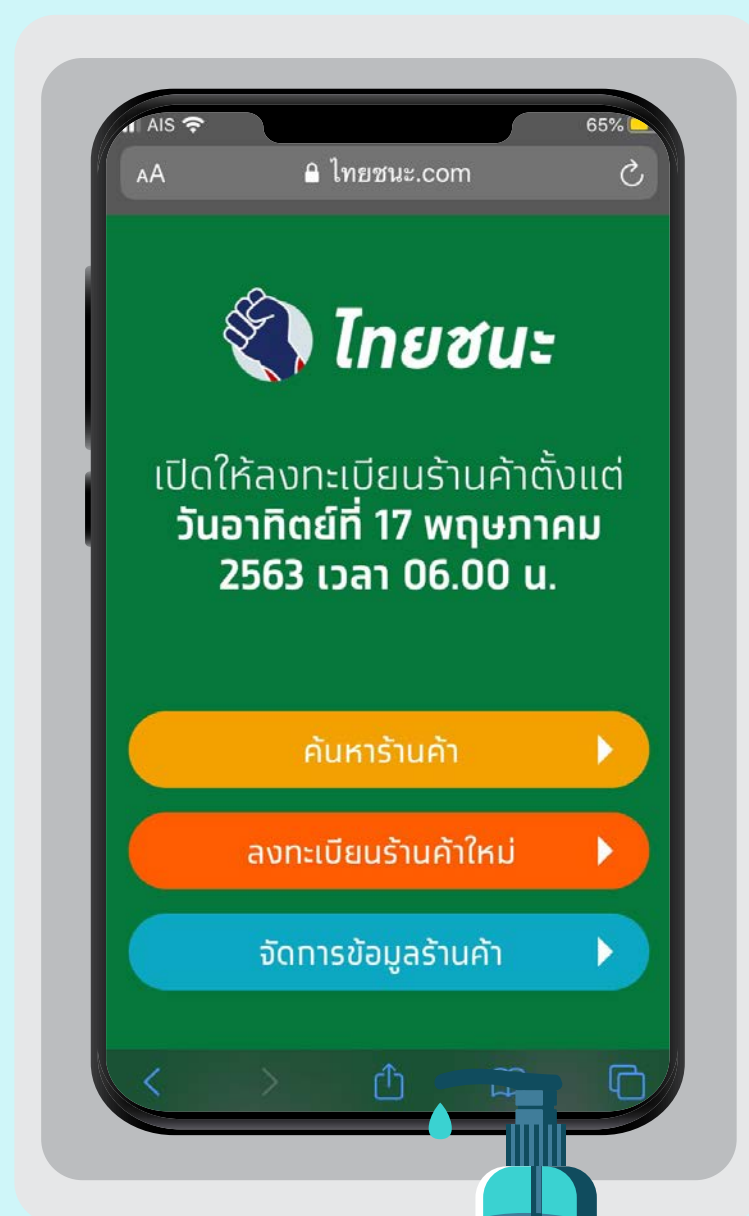 AIS 65%
AA ไทยชนะ.com
ไทยชนะ
เปิดให้ลงทะเบียนร้านค้าตั้งแต่
วันอาทิตย์ที่ 17 พฤษภาคม
2563 เวลา 06.00 น.
ค้นหาร้านค้า
ลงทะเบียนร้านค้าใหม่
จัดการข้อมูลร้านค้า